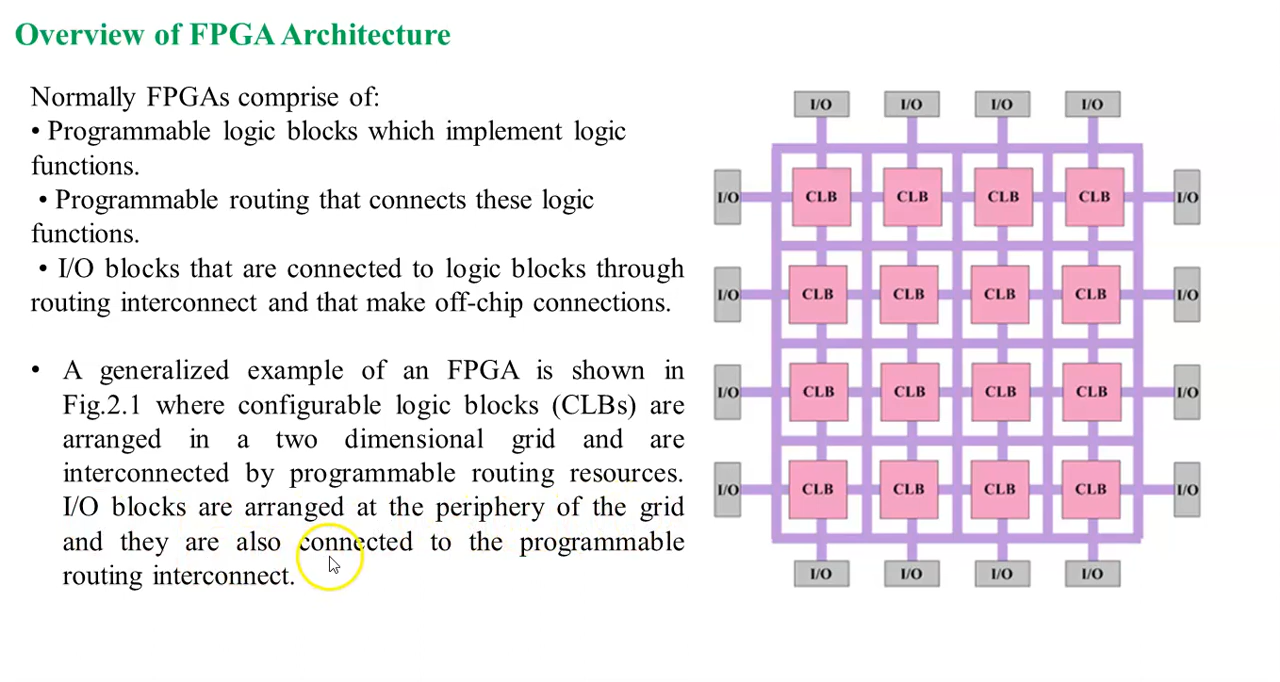 Overview of FPGA Architecture
Normally FPGAs comprise of:
• Programmable logic blocks which implement logic
functions.
• Programmable routing that connects these logic
functions.
• I/O blocks that are connected to logic blocks through
routing interconnect and that make off-chip connections.
• A generalized example of an FPGA is shown in
Fig.2.1 where configurable logic blocks (CLBs) are
arranged in a two dimensional grid and are
interconnected by programmable routing resources.
I/O blocks are arranged at the periphery of the grid
and they are also connected to the programmable
routing interconnect.
I/O I/O I/O I/O
I/O CLB CLB CLB CLB I/O
I/O CLB CLB CLB CLB I/O
I/O CLB CLB CLB CLB I/O
I/O CLB CLB CLB CLB I/O
I/O I/O I/O I/O